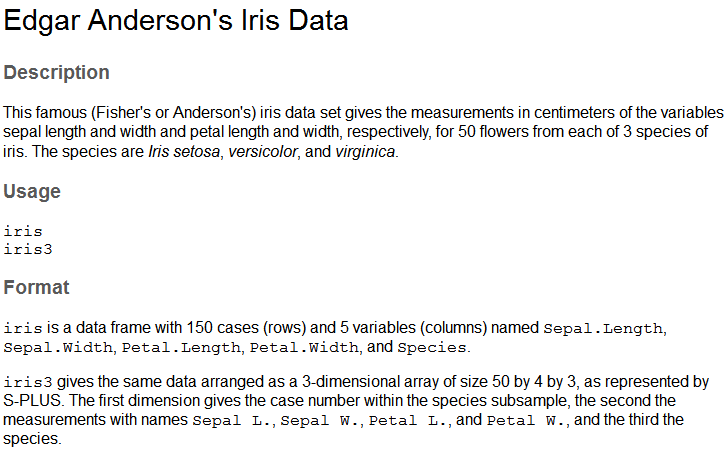 Edgar Anderson's Iris Data
Description
This famous (Fisher's or Anderson's) iris data set gives the measurements in centimeters of the variables
sepal length and width and petal length and width, respectively, for 50 flowers from each of 3 species of
iris. The species are Iris setosa, versicolor, and virginica.
Usage
iris
iris3
Format
iris is a data frame with 150 cases (rows) and 5 variables (columns) named Sepal.Length,
Sepal.Width, Petal.Length, Petal.Width, and Species.
iris3 gives the same data arranged as a 3-dimensional array of size 50 by 4 by 3, as represented by
S-PLUS. The first dimension gives the case number within the species subsample, the second the
measurements with names Sepal L., Sepal W., Petal L., and Petal W., and the third the
species.